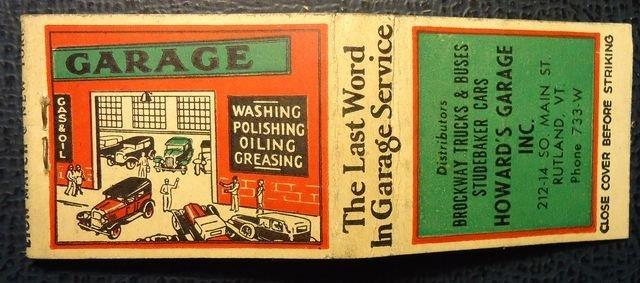 GARAGE
GAS & OIL
WASHING
POLISHING
OILING
GREASING
The Last Word
In Garage Service
Distributors
BROCKWAY TRUCKS & BUSES
STUDEBAKER CARS
HOWARD'S GARAGE
INC.
212-14 SO. MAIN ST.
RUTLAND, VT.
Phone 733-W
CLOSE COVER BEFORE STRIKING